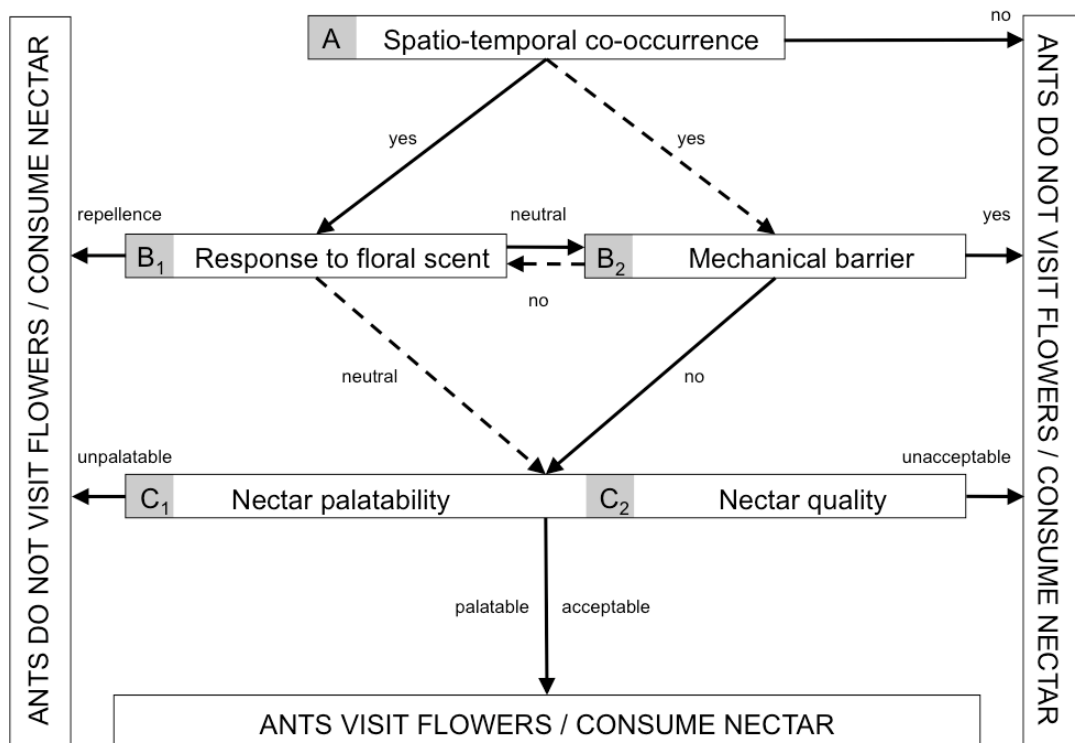 A Spatio-temporal co-occurrence
no
yes
yes
repellence
neutral
yes
B₁ Response to floral scent
B₂ Mechanical barrier
no
neutral
no
unpalatable
unacceptable
C₁ Nectar palatability
C₂ Nectar quality
palatable
acceptable
ANTS VISIT FLOWERS / CONSUME NECTAR
ANTS DO NOT VISIT FLOWERS / CONSUME NECTAR
ANTS DO NOT VISIT FLOWERS / CONSUME NECTAR